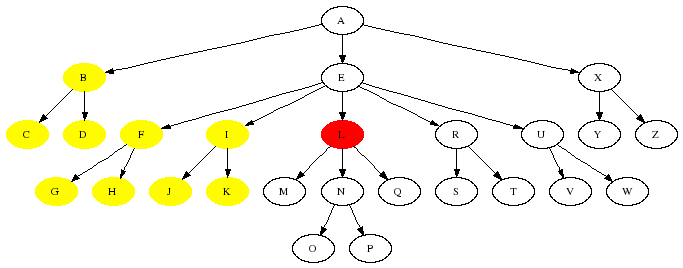 A
B E X
C D F I L R U Y Z
G H J K M N Q S T V W
O P